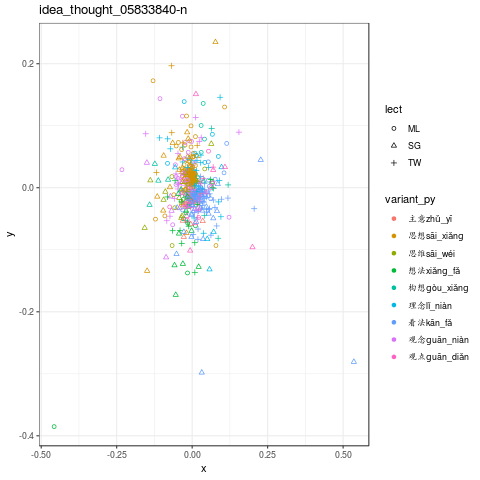 idea_thought_05833840-n
0.2
0.0
-0.2
-0.4
-0.50
-0.25
0.00
0.25
0.50
x
y
lect
ML
SG
TW
variant_py
主意zhǔ_yī
思想sāi_xiǎng
思维sāi_wéi
想法xiǎng_fǎ
构想gòu_xiǎng
理念lǐ_niàn
看法kān_fǎ
观念guān_niàn
观点guān_diǎn